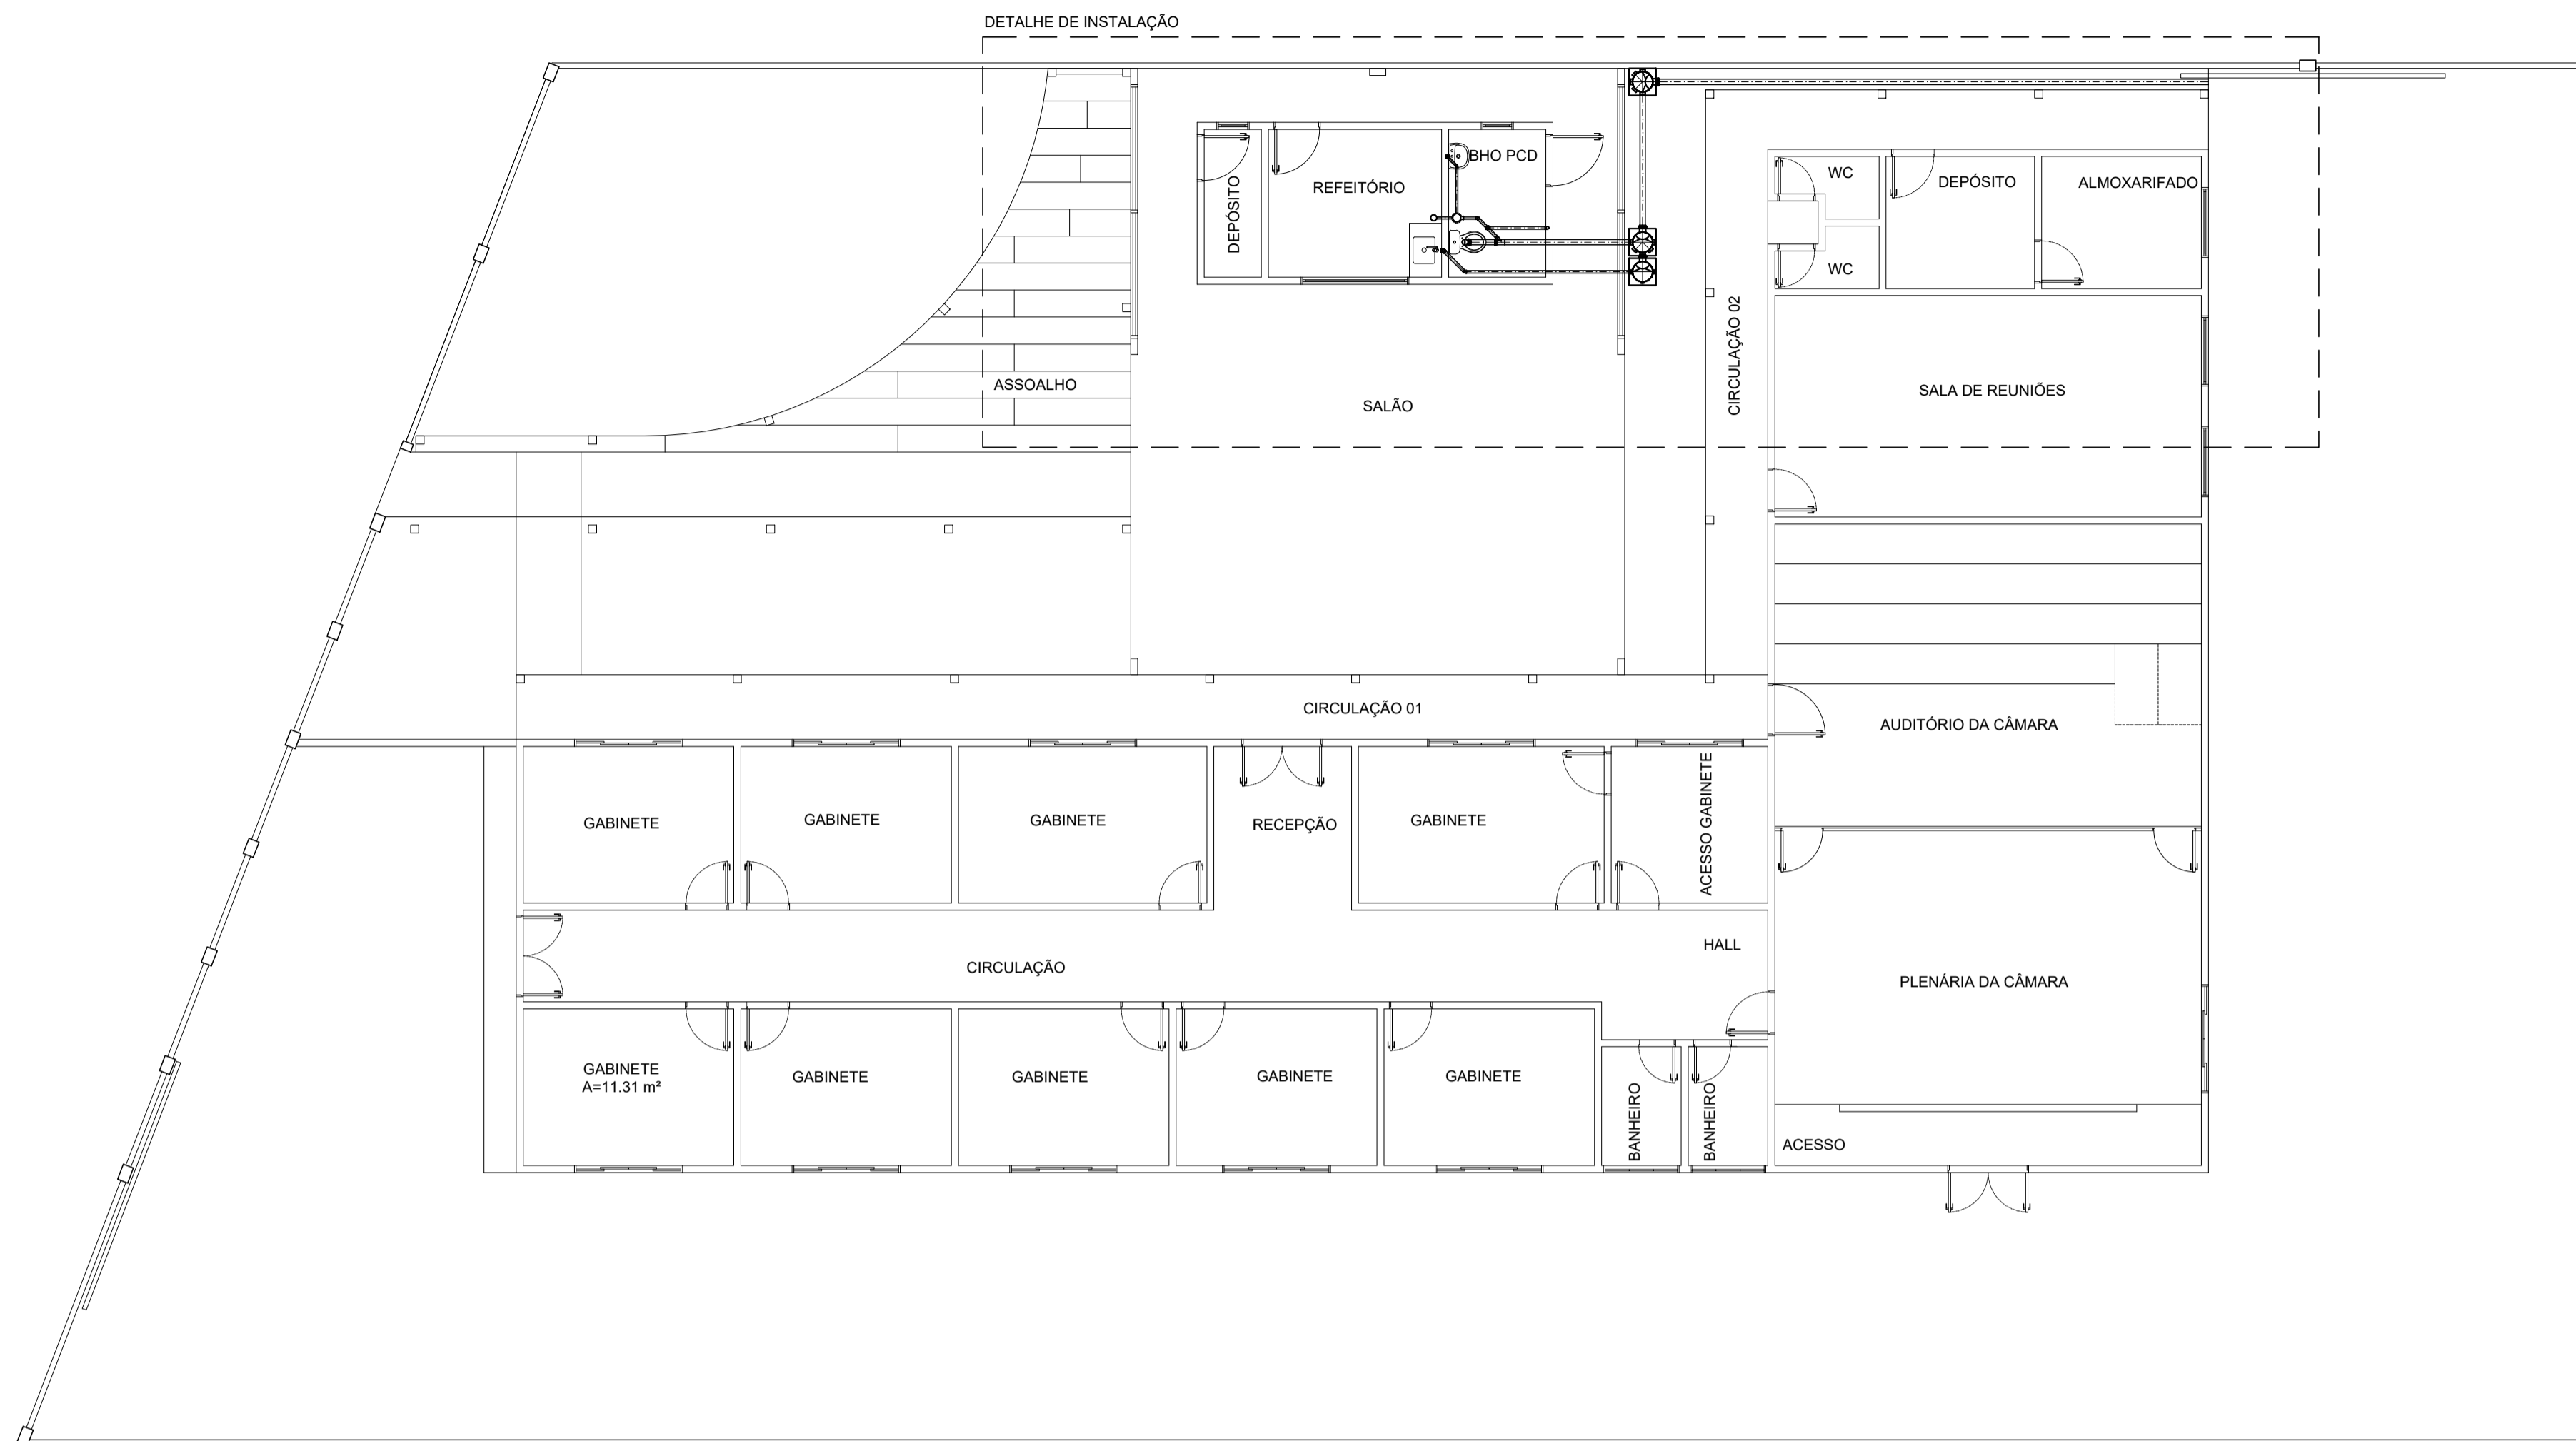 DETALHE DE INSTALAÇÃO
BHO PCD
REFEITÓRIO
DEPÓSITO
WC
DEPÓSITO
ALMOXARIFADO
WC
CIRCULAÇÃO 02
ASSOALHO
SALÃO
SALA DE REUNIÕES
CIRCULAÇÃO 01
AUDITÓRIO DA CÂMARA
GABINETE
GABINETE
GABINETE
RECEPÇÃO
GABINETE
ACESSO GABINETE
HALL
CIRCULAÇÃO
PLENÁRIA DA CÂMARA
GABINETE
A=11.31 m²
GABINETE
GABINETE
GABINETE
GABINETE
BANHEIRO
BANHEIRO
ACESSO